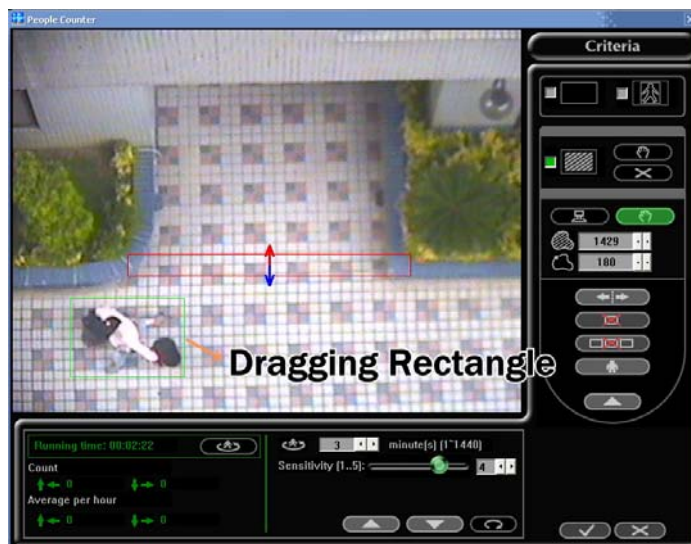 People Counter
Criteria
1429
180
Dragging Rectangle
Running time: 00:02:22
3 minute(s) (1~1440)
Count
Sensitivity (1..5): 4
0 0
Average per hour
0 0